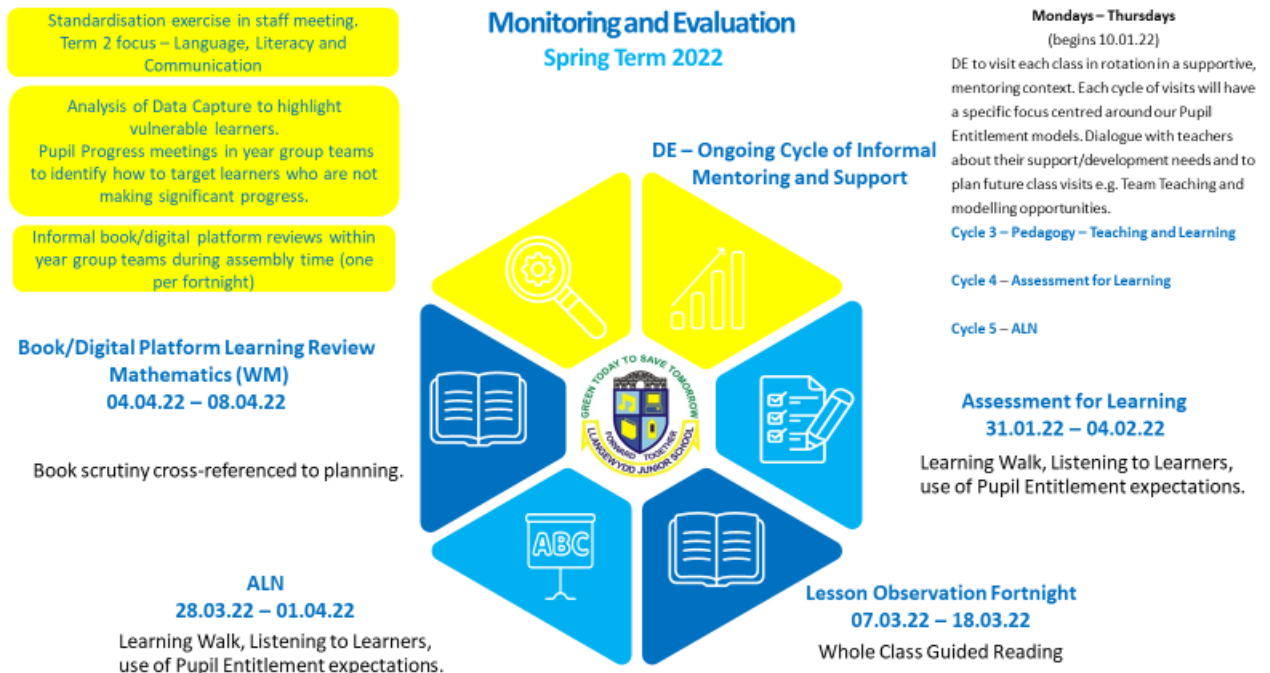 Monitoring and Evaluation
Spring Term 2022
Standardisation exercise in staff meeting.
Term 2 focus – Language, Literacy and
Communication
Analysis of Data Capture to highlight
vulnerable learners.
Pupil Progress meetings in year group teams
to identify how to target learners who are not
making significant progress.
Informal book/digital platform reviews within
year group teams during assembly time (one
per fortnight)
DE – Ongoing Cycle of Informal
Mentoring and Support
Mondays – Thursdays
(begins 10.01.22)
DE to visit each class in rotation in a supportive,
mentoring context. Each cycle of visits will have
a specific focus centred around our Pupil
Entitlement models. Dialogue with teachers
about their support/development needs and to
plan future class visits e.g. Team Teaching and
modelling opportunities.
Cycle 3 – Pedagogy – Teaching and Learning
Cycle 4 – Assessment for Learning
Cycle 5 – ALN
Book/Digital Platform Learning Review
Mathematics (WM)
04.04.22 – 08.04.22
Book scrutiny cross-referenced to planning.
GREEN TODAY TO SAVE TOMORROW
FORWARD TOGETHER
LLANGEWYDD JUNIOR SCHOOL
Assessment for Learning
31.01.22 – 04.02.22
Learning Walk, Listening to Learners,
use of Pupil Entitlement expectations.
ABC
ALN
28.03.22 – 01.04.22
Learning Walk, Listening to Learners,
use of Pupil Entitlement expectations.
Lesson Observation Fortnight
07.03.22 – 18.03.22
Whole Class Guided Reading